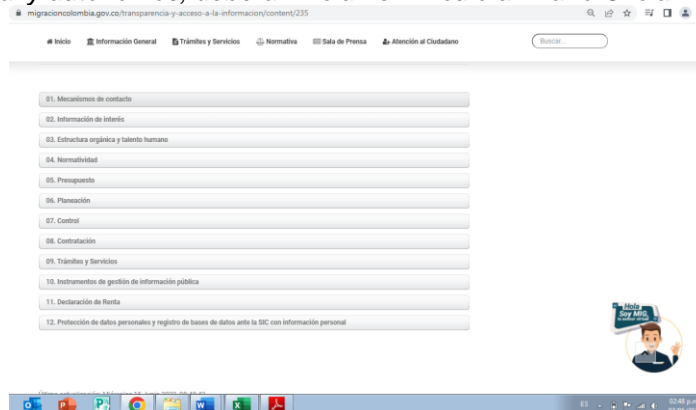 migracioncolombia.gov.co/transparencia-y-acceso-a-la-informacion/content/235
Inicio Información General Trámites y Servicios Normativa Sala de Prensa Atención al Ciudadano Buscar...
01. Mecanismos de contacto
02. Información de interés
03. Estructura orgánica y talento humano
04. Normatividad
05. Presupuesto
06. Planeación
07. Control
08. Contratación
09. Trámites y Servicios
10. Instrumentos de gestión de información pública
11. Declaración de Renta
12. Protección de datos personales y registro de bases de datos ante la SIC con información personal
Hola
Soy MIG,
tu asesor virtual
ES 02:48 p.m.